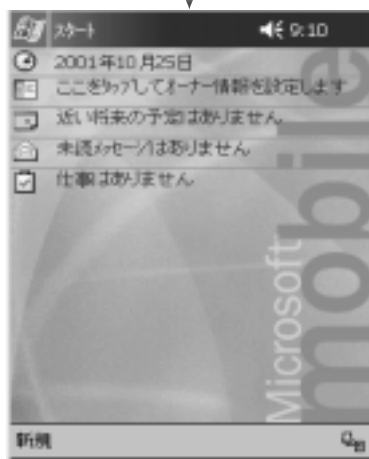 スタート 9:10
2001年10月25日
ここをタップしてオーナー情報を設定します
近い将来の予定はありません
未読メッセージはありません
仕事はありません
Microsoft
mobile
新規